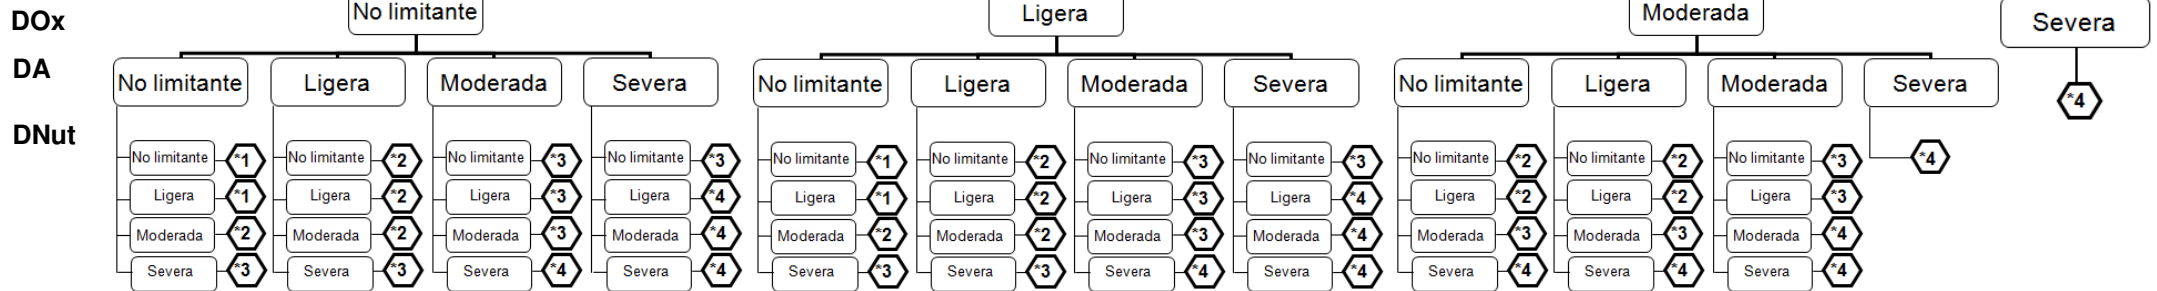 DOx No limitante Ligera Moderada Severa
DA No limitante Ligera Moderada Severa No limitante Ligera Moderada Severa No limitante Ligera Moderada Severa *4
DNut
No limitante *1 No limitante *2 No limitante *3 No limitante *3 No limitante *1 No limitante *2 No limitante *3 No limitante *3 No limitante *2 No limitante *2 No limitante *3 *4
Ligera *1 Ligera *2 Ligera *3 Ligera *4 Ligera *1 Ligera *2 Ligera *3 Ligera *4 Ligera *2 Ligera *2 Ligera *3
Moderada *2 Moderada *2 Moderada *3 Moderada *4 Moderada *2 Moderada *2 Moderada *3 Moderada *4 Moderada *3 Moderada *3 Moderada *4
Severa *3 Severa *3 Severa *4 Severa *4 Severa *3 Severa *3 Severa *4 Severa *4 Severa *4 Severa *4 Severa *4